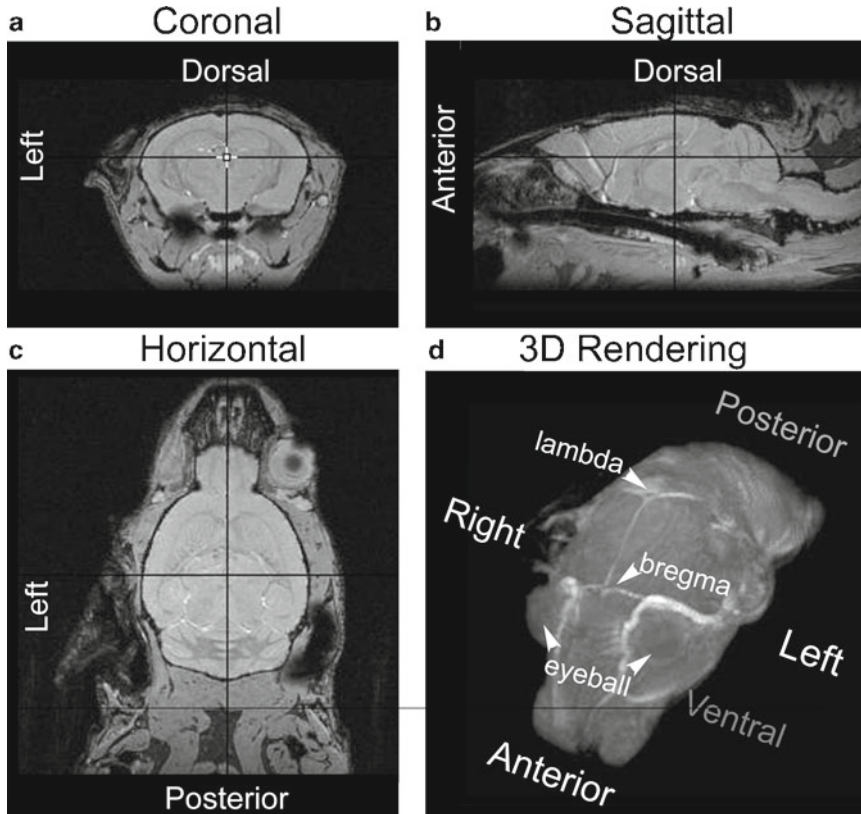 a Coronal
Dorsal
Left
b Sagittal
Dorsal
Anterior
c Horizontal
Left
Posterior
d 3D Rendering
Posterior
lambda
Right
bregma
Left
eyeball
Ventral
Anterior